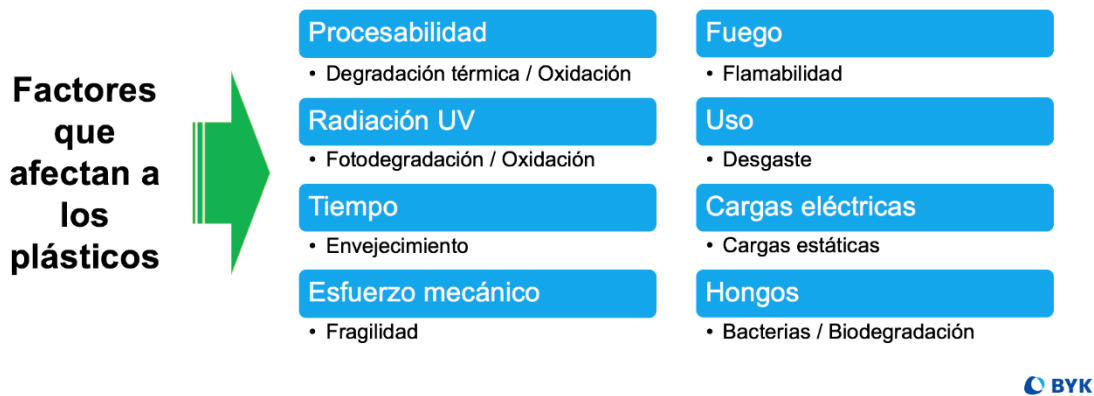 Factores
que
afectan a
los
plásticos
Procesabilidad
• Degradación térmica / Oxidación
Radiación UV
• Fotodegradación / Oxidación
Tiempo
• Envejecimiento
Esfuerzo mecánico
• Fragilidad
Fuego
• Flamabilidad
Uso
• Desgaste
Cargas eléctricas
• Cargas estáticas
Hongos
• Bacterias / Biodegradación
BYK